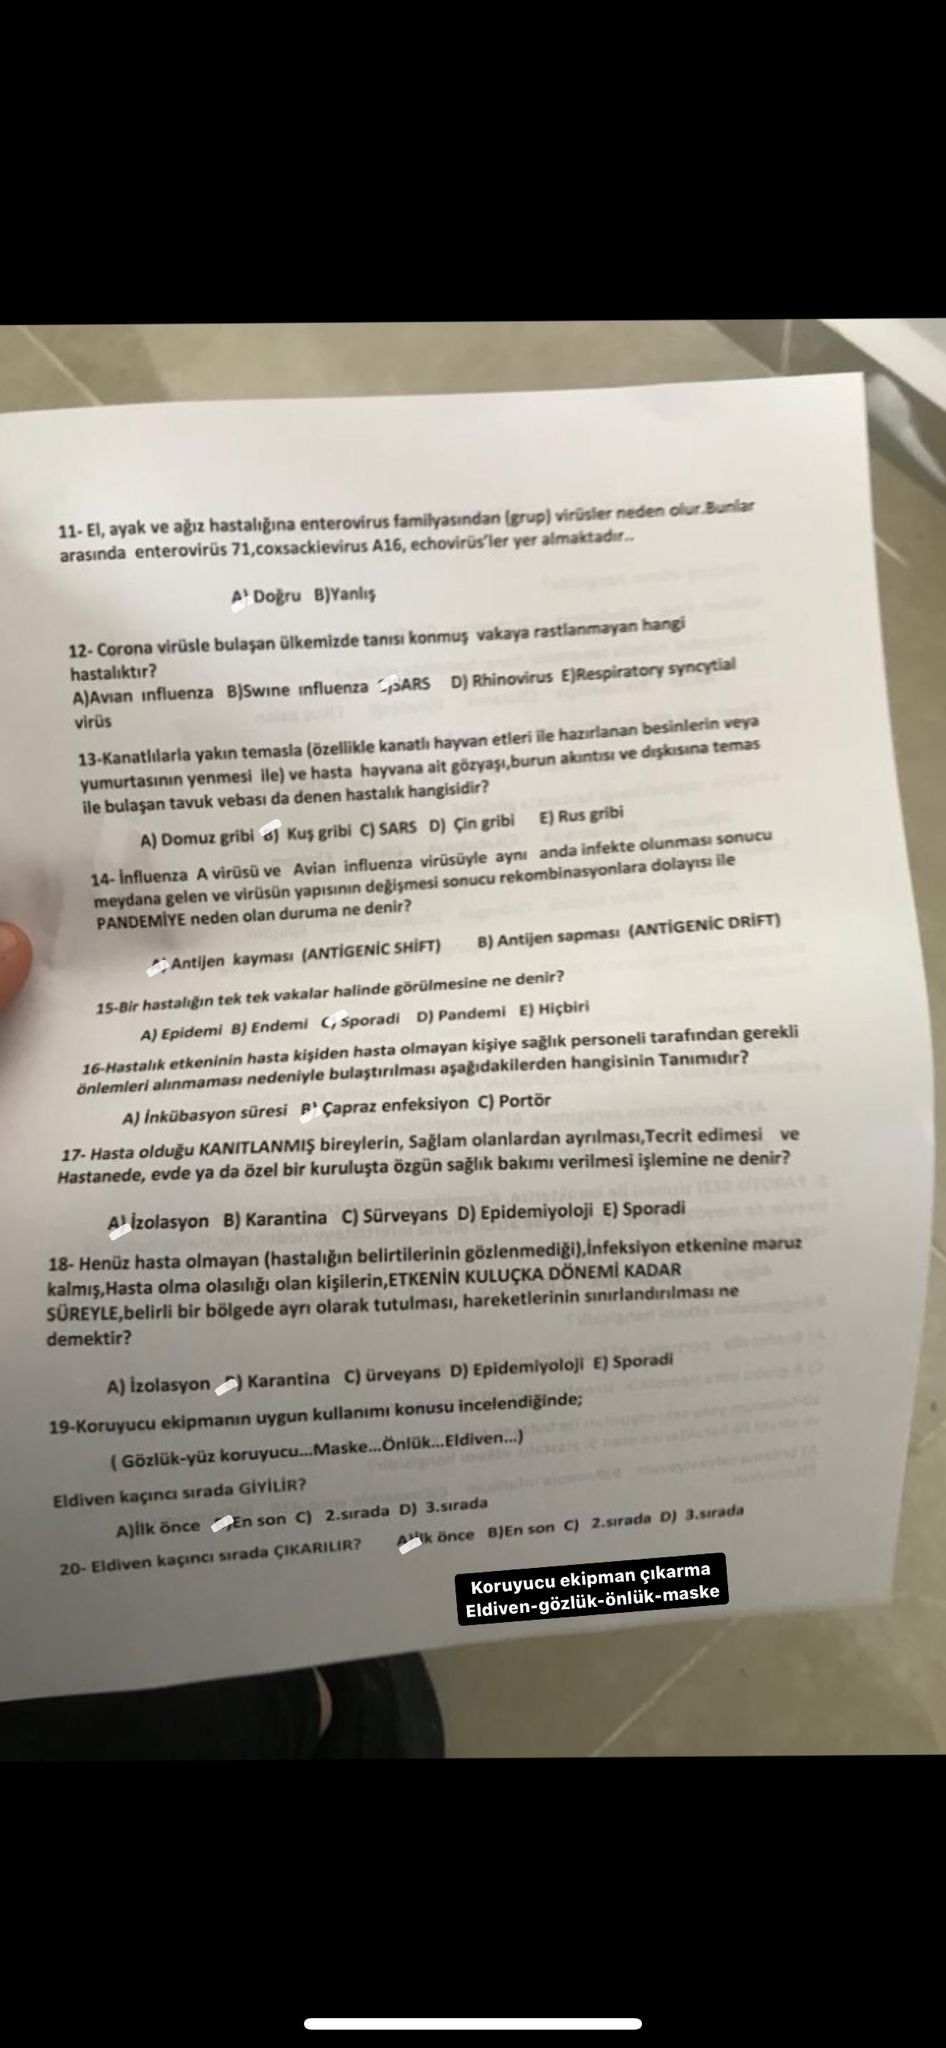 11- El, ayak ve ağız hastalığına enterovirus familyasından (grup) virüsler neden olur.Bunlar
arasında enterovirüs 71,coxsackievirus A16, echovirüs'ler yer almaktadır..
A) Doğru B)Yanlış
12- Corona virüsle bulaşan ülkemizde tanısı konmuş vakaya rastlanmayan hangi
hastalıktır?
A)Avıan ınfluenza B)Swıne ınfluenza C)SARS D) Rhinovirus E)Respiratory syncytial
virüs
13-Kanatlılarla yakın temasla (özellikle kanatlı hayvan etleri ile hazırlanan besinlerin veya
yumurtasının yenmesi ile) ve hasta hayvana ait gözyaşı,burun akıntısı ve dışkısına temas
ile bulaşan tavuk vebası da denen hastalık hangisidir?
A) Domuz gribi B) Kuş gribi C) SARS D) Çin gribi E) Rus gribi
14- İnfluenza A virüsü ve Avian influenza virüsüyle aynı anda infekte olunması sonucu
meydana gelen ve virüsün yapısının değişmesi sonucu rekombinasyonlara dolayısı ile
PANDEMİYE neden olan duruma ne denir?
A) Antijen kayması (ANTİGENİC SHİFT) B) Antijen sapması (ANTİGENİC DRİFT)
15-Bir hastalığın tek tek vakalar halinde görülmesine ne denir?
A) Epidemi B) Endemi C) Sporadi D) Pandemi E) Hiçbiri
16-Hastalık etkeninin hasta kişiden hasta olmayan kişiye sağlık personeli tarafından gerekli
önlemleri alınmaması nedeniyle bulaştırılması aşağıdakilerden hangisinin Tanımıdır?
A) İnkübasyon süresi B) Çapraz enfeksiyon C) Portör
17- Hasta olduğu KANITLANMIŞ bireylerin, Sağlam olanlardan ayrılması,Tecrit edimesi ve
Hastanede, evde ya da özel bir kuruluşta özgün sağlık bakımı verilmesi işlemine ne denir?
A) İzolasyon B) Karantina C) Sürveyans D) Epidemiyoloji E) Sporadi
18- Henüz hasta olmayan (hastalığın belirtilerinin gözlenmediği),İnfeksiyon etkenine maruz
kalmış,Hasta olma olasılığı olan kişilerin,ETKENİN KULUÇKA DÖNEMİ KADAR
SÜREYLE,belirli bir bölgede ayrı olarak tutulması, hareketlerinin sınırlandırılması ne
demektir?
A) İzolasyon B) Karantina C) ürveyans D) Epidemiyoloji E) Sporadi
19-Koruyucu ekipmanın uygun kullanımı konusu incelendiğinde;
( Gözlük-yüz koruyucu...Maske...Önlük...Eldiven...)
Eldiven kaçıncı sırada GİYİLİR?
A)İlk önce B)En son C) 2.sırada D) 3.sırada
20- Eldiven kaçıncı sırada ÇIKARILIR? A)İlk önce B)En son C) 2.sırada D) 3.sırada
Koruyucu ekipman çıkarma
Eldiven-gözlük-önlük-maske